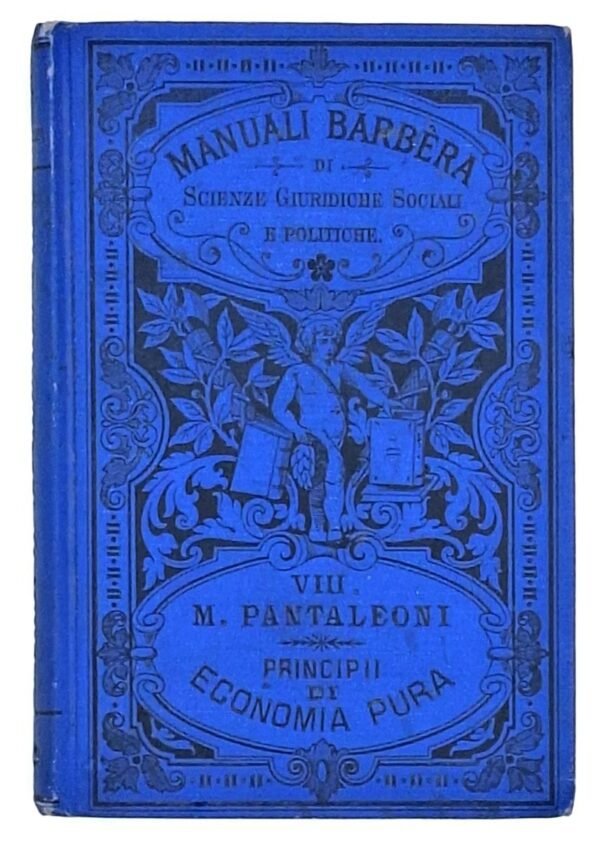 MANUALI BARBÈRA
DI
SCIENZE GIURIDICHE SOCIALI
E POLITICHE.
VIII.
M. PANTALEONI
PRINCIPII
DI
ECONOMIA PURA